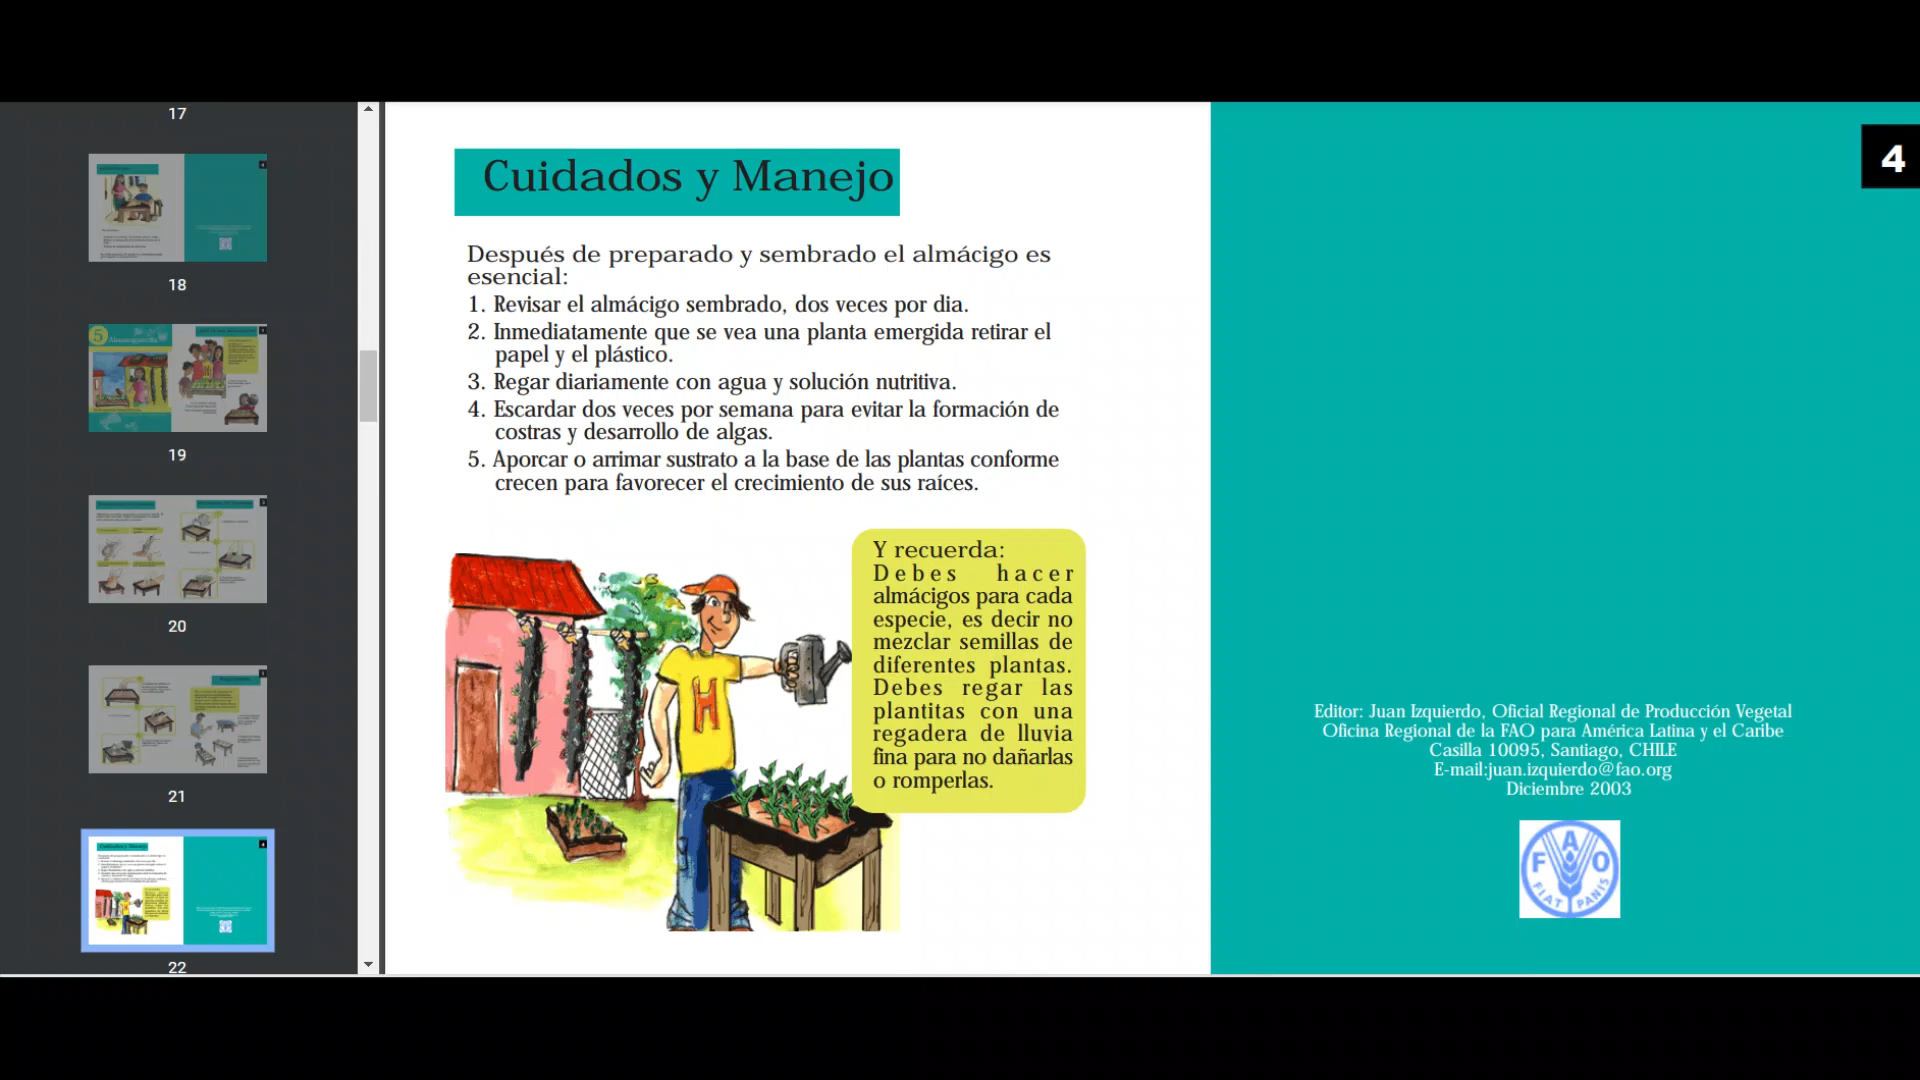 17
18
19
20
21
22
Cuidados y Manejo
Después de preparado y sembrado el almácigo es
esencial:
1. Revisar el almácigo sembrado, dos veces por dia.
2. Inmediatamente que se vea una planta emergida retirar el
papel y el plástico.
3. Regar diariamente con agua y solución nutritiva.
4. Escardar dos veces por semana para evitar la formación de
costras y desarrollo de algas.
5. Aporcar o arrimar sustrato a la base de las plantas conforme
crecen para favorecer el crecimiento de sus raíces.
H
Y recuerda:
Debes hacer
almácigos para cada
especie, es decir no
mezclar semillas de
diferentes plantas.
Debes regar las
plantitas con una
regadera de lluvia
fina para no dañarlas
o romperlas.
4
Editor: Juan Izquierdo, Oficial Regional de Producción Vegetal
Oficina Regional de la FAO para América Latina y el Caribe
Casilla 10095, Santiago, CHILE
E-mail:juan.izquierdo@fao.org
Diciembre 2003
FAO
FIAT PANIS